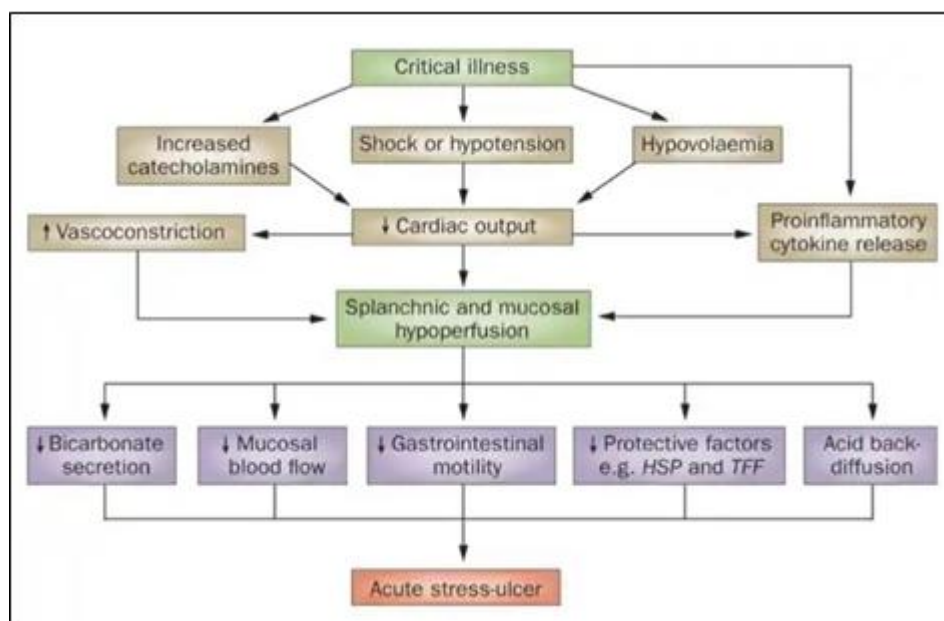 Critical illness
Increased
catecholamines
Shock or hypotension
Hypovolaemia
↑ Vascoconstriction
↓ Cardiac output
Proinflammatory
cytokine release
Splanchnic and mucosal
hypoperfusion
↓ Bicarbonate
secretion
↓ Mucosal
blood flow
↓ Gastrointestinal
motility
↓ Protective factors
e.g. HSP and TFF
Acid back-
diffusion
Acute stress-ulcer